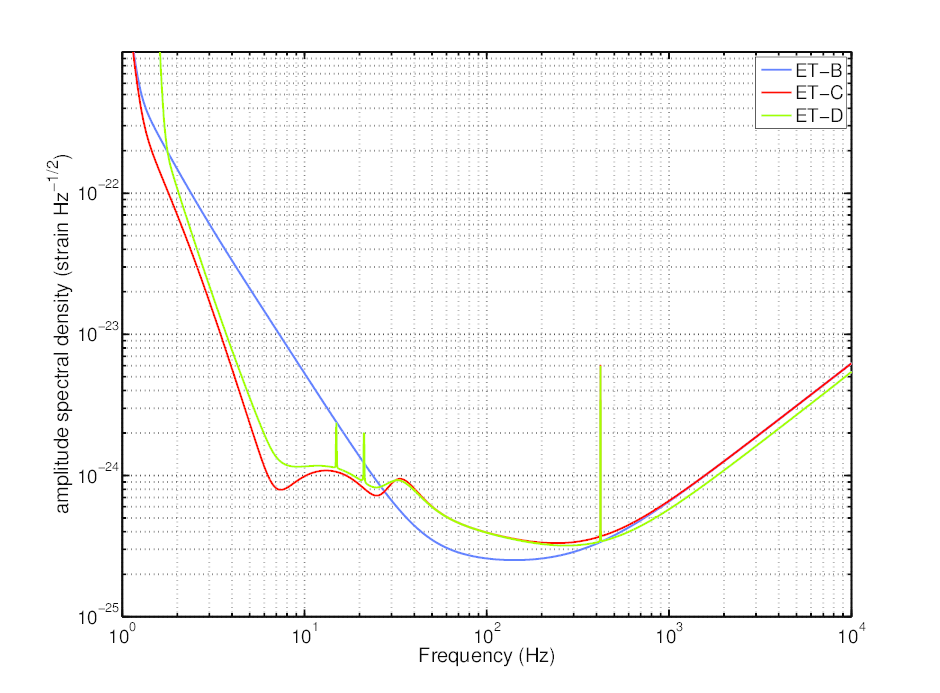 ET−B
ET−C
ET−D
amplitude spectral density (strain Hz^−1/2)
10^−22
10^−23
10^−24
10^−25
10^0
10^1
10^2
10^3
10^4
Frequency (Hz)